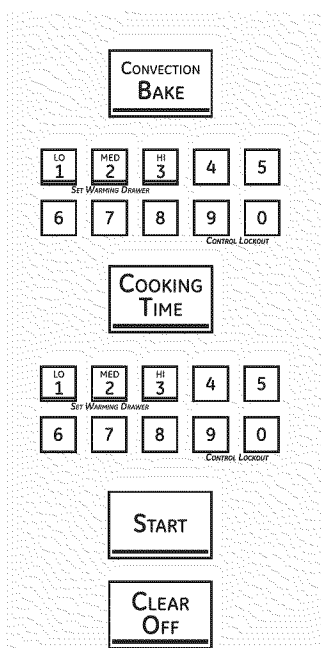 CONVECTION
BAKE
LO MED HI
1 2 3 4 5
SET WARMING DRAWER
6 7 8 9 0
CONTROL LOCKOUT
COOKING
TIME
LO MED HI
1 2 3 4 5
SET WARMING DRAWER
6 7 8 9 0
CONTROL LOCKOUT
START
CLEAR
OFF